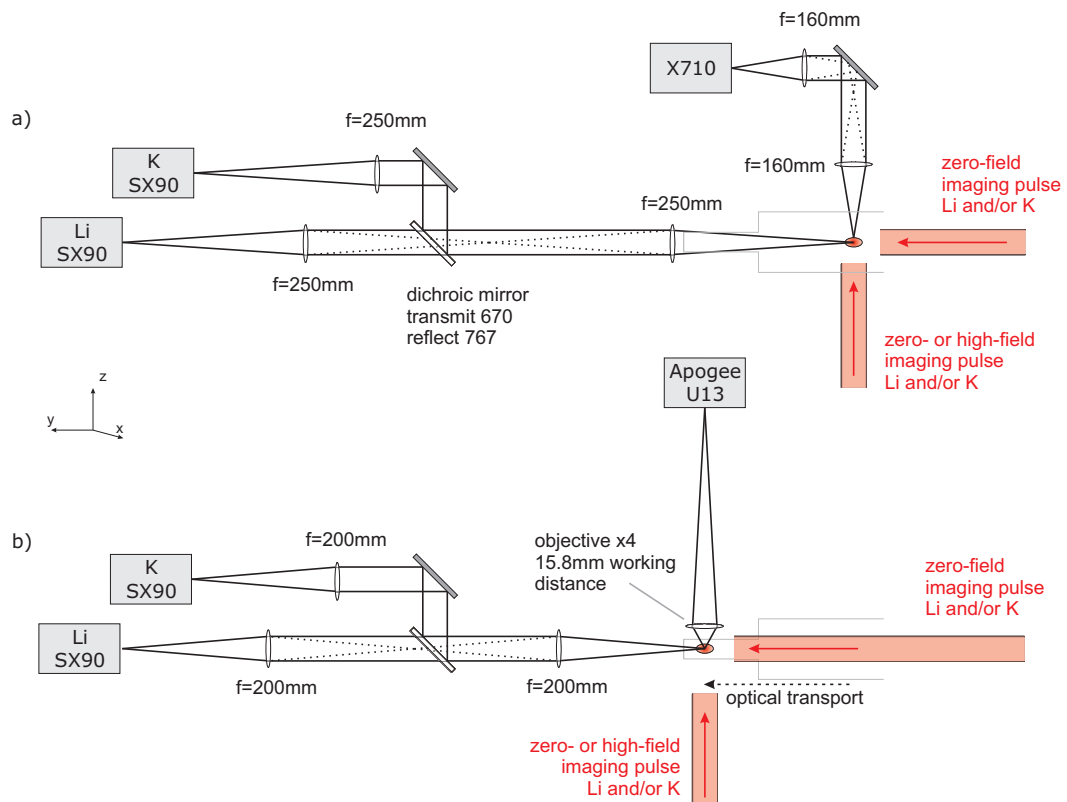 a)
f=160mm
X710
f=250mm
f=160mm
K
SX90
zero-field
imaging pulse
Li and/or K
f=250mm
Li
SX90
f=250mm
dichroic mirror
transmit 670
reflect 767
zero- or high-field
imaging pulse
Li and/or K
z
y
x
Apogee
U13
b)
f=200mm
objective x4
15.8mm working
distance
K
SX90
zero-field
imaging pulse
Li and/or K
Li
SX90
f=200mm
f=200mm
optical transport
zero- or high-field
imaging pulse
Li and/or K